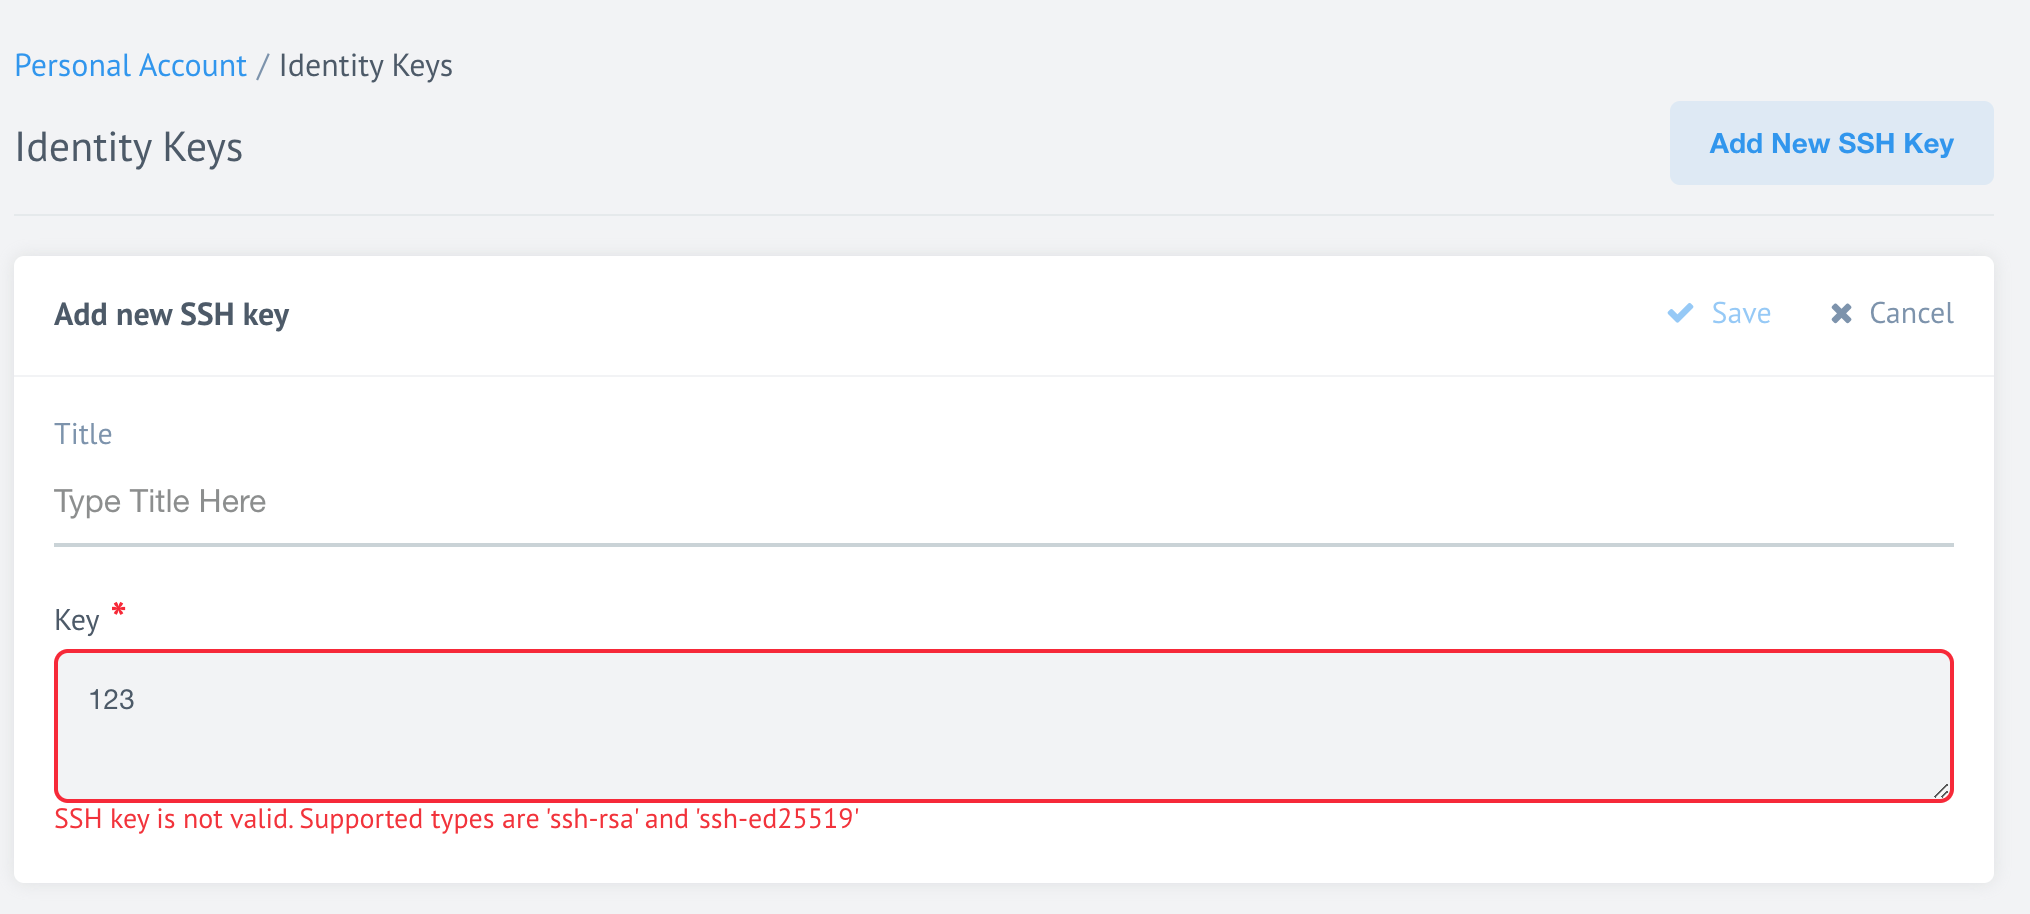 Personal Account / Identity Keys
Identity Keys
Add New SSH Key
Add new SSH key
Save
Cancel
Title
Type Title Here
Key *
123
SSH key is not valid. Supported types are 'ssh-rsa' and 'ssh-ed25519'